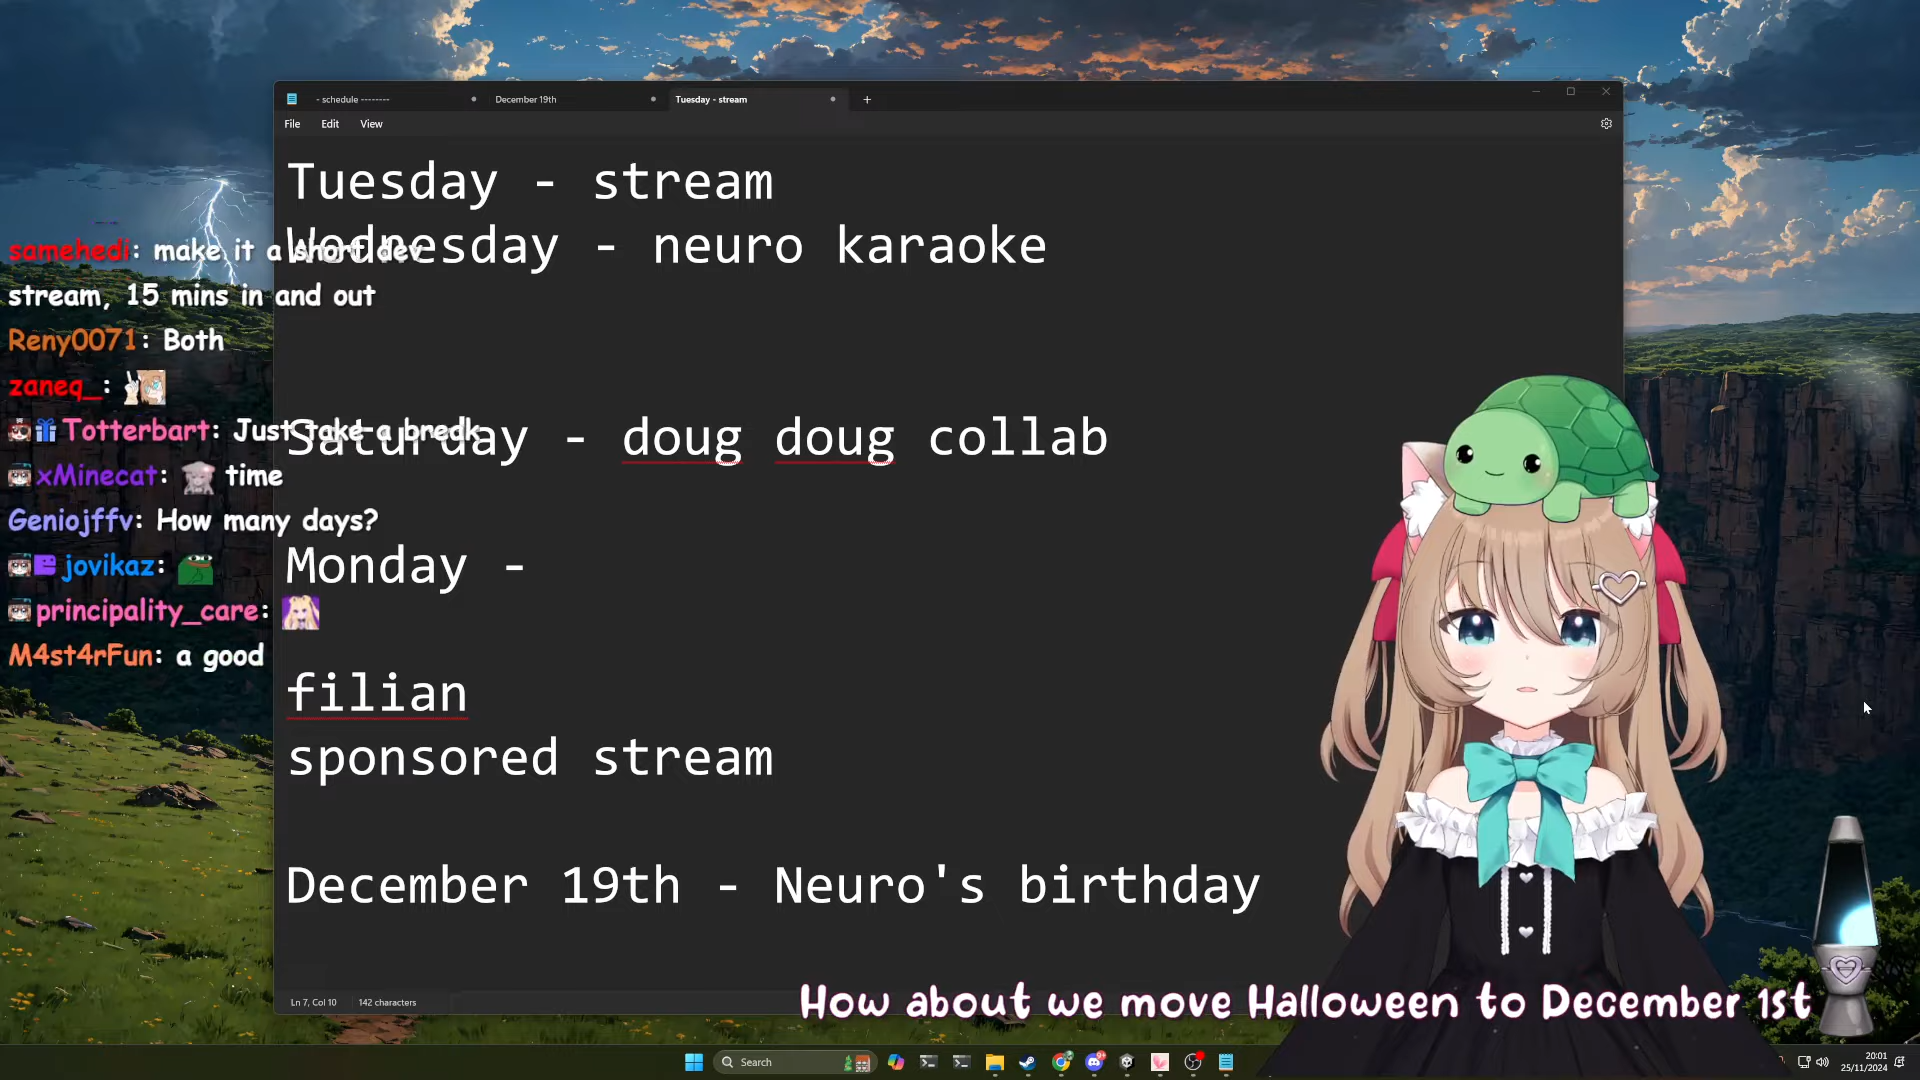 - schedule --------
December 19th
Tuesday - stream
File Edit View
Tuesday - stream
Wednesday - neuro karaoke
Saturday - doug doug collab
Monday -
filian
sponsored stream
December 19th - Neuro's birthday
samehedi: make it a short dev
stream, 15 mins in and out
Reny0071: Both
zaneq_:
Totterbart: Just take a bredk
xMinecat: time
Geniojffv: How many days?
jovikaz:
principality_care:
M4st4rFun: a good
Ln 7, Col 10 142 characters
How about we move Halloween to December 1st
Search
20:01
25/11/2024